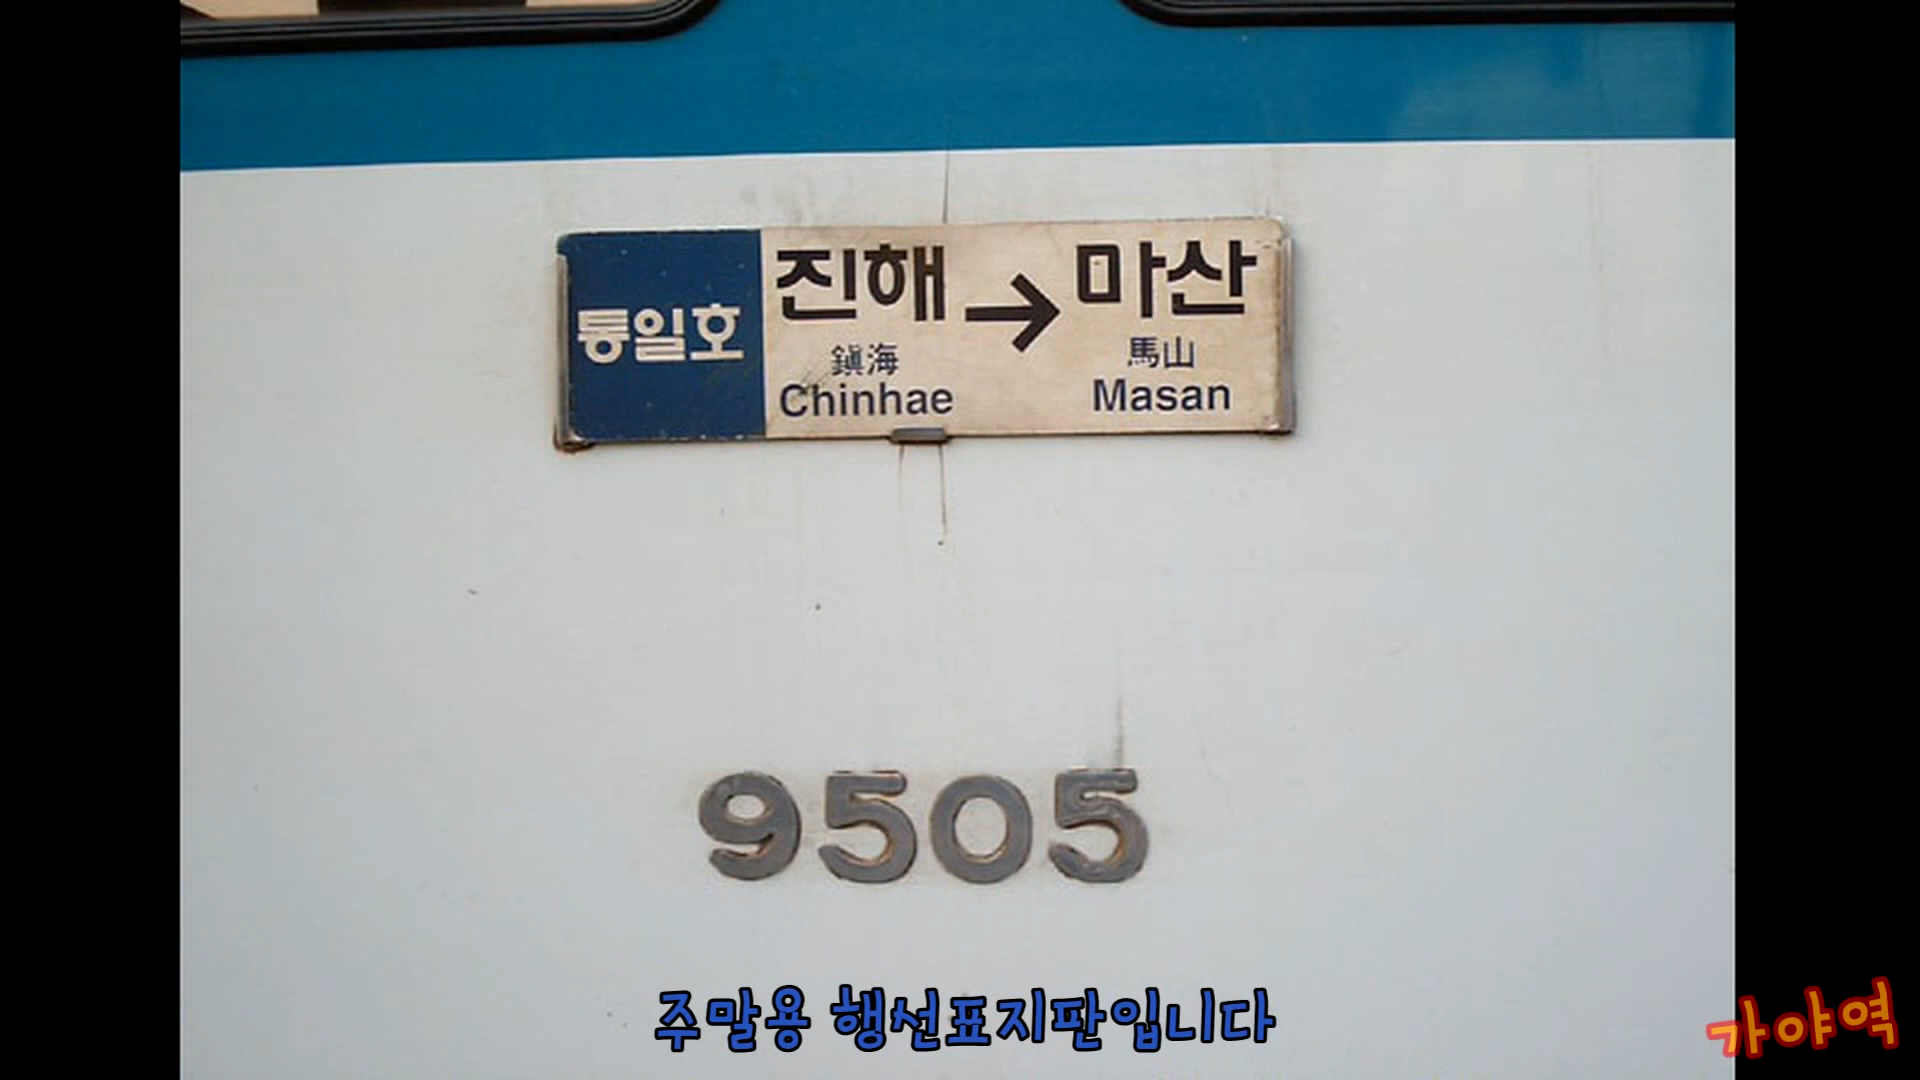 통일호
진해 → 마산
鎭海 馬山
Chinhae Masan
9505
주말용 행선표지판입니다
가야역